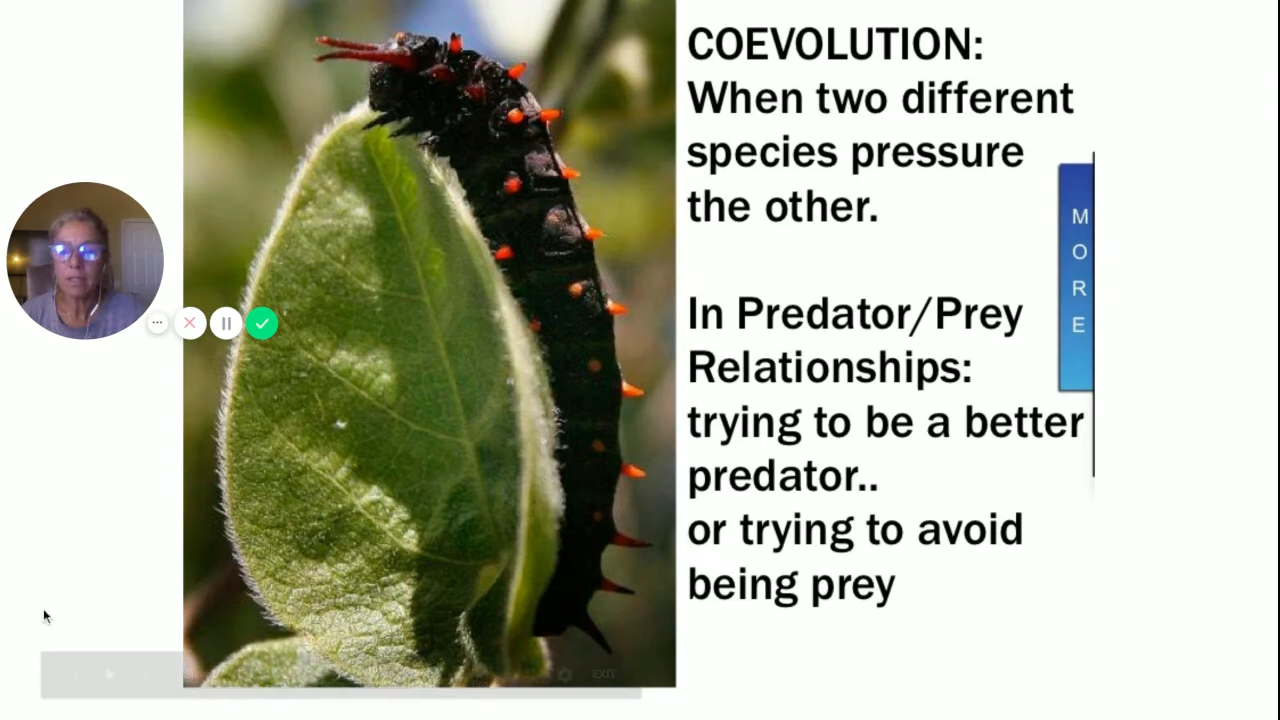 COEVOLUTION:
When two different
species pressure
the other.
In Predator/Prey
Relationships:
trying to be a better
predator..
or trying to avoid
being prey
M
O
R
E
EXIT